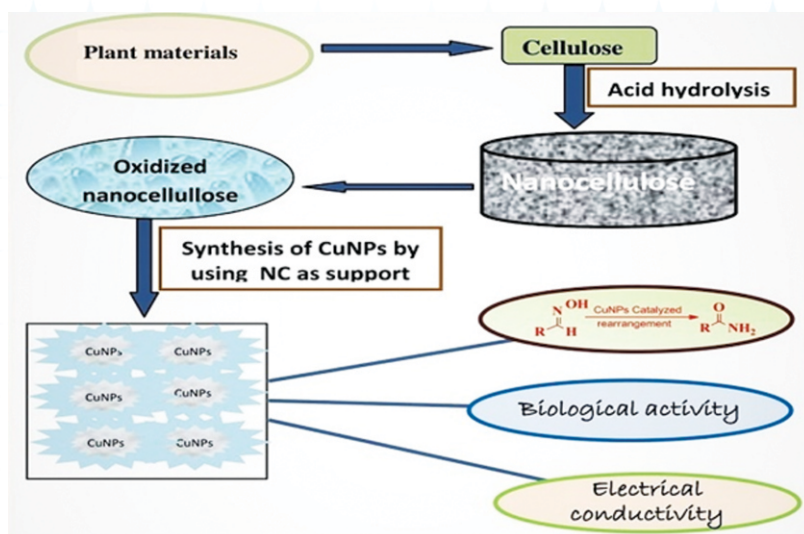 Plant materials
Cellulose
Acid hydrolysis
Nanocellulose
Oxidized
nanocellullose
Synthesis of CuNPs by
using NC as support
CuNPs CuNPs
CuNPs CuNPs
CuNPs CuNPs
N OH
R H
CuNPs Catalyzed
rearrangement
O
R NH₂
Biological activity
Electrical
conductivity